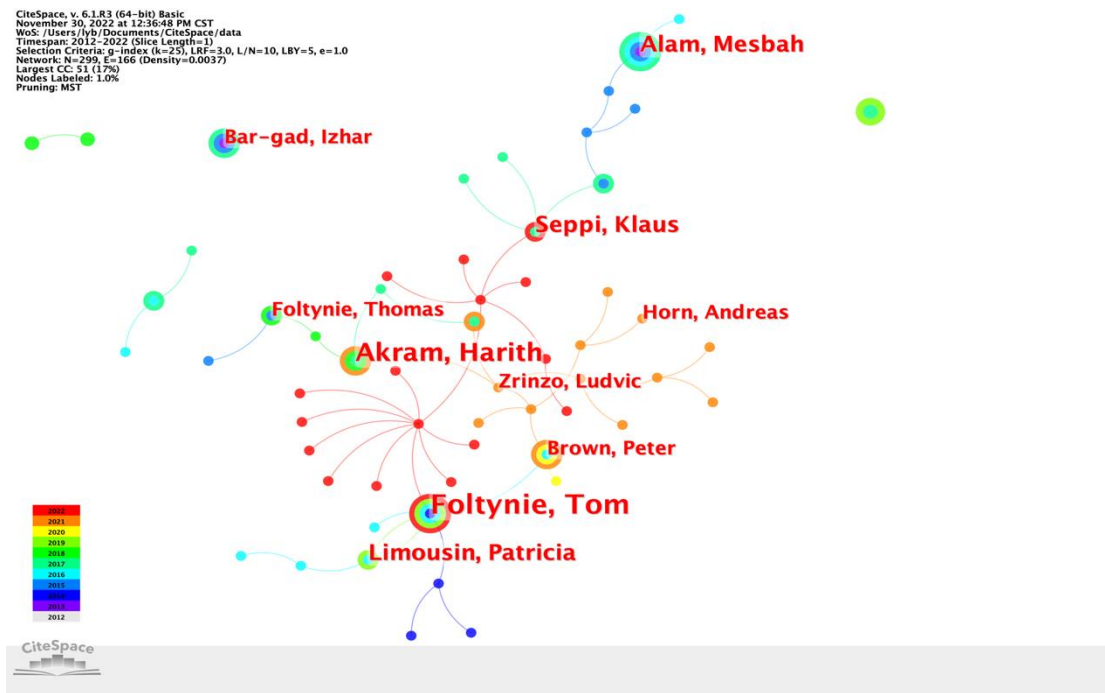 CiteSpace, v. 6.1.R3 (64-bit) Basic
November 30, 2022 at 12:36:48 PM CST
WoS: /Users/lyb/Documents/CiteSpace/data
Timespan: 2012-2022 (Slice Length=1)
Selection Criteria: g-index (k=25), LRF=3.0, L/N=10, LBY=5, e=1.0
Network: N=299, E=166 (Density=0.0037)
Largest CC: 51 (17%)
Nodes Labeled: 1.0%
Pruning: MST
Alam, Mesbah
Bar-gad, Izhar
Seppi, Klaus
Foltynie, Thomas
Horn, Andreas
Akram, Harith
Zrinzo, Ludvic
Brown, Peter
Foltynie, Tom
Limousin, Patricia
2022
2021
2020
2019
2018
2017
2016
2015
2014
2013
2012
CiteSpace